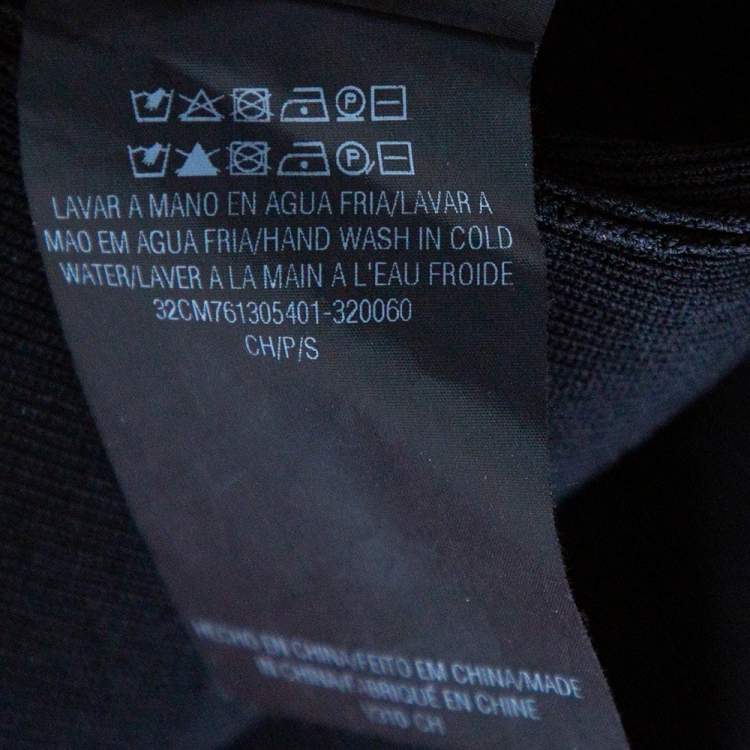 P
P
LAVAR A MANO EN AGUA FRIA/LAVAR A
MAO EM AGUA FRIA/HAND WASH IN COLD
WATER/LAVER A LA MAIN A L'EAU FROIDE
32CM761305401-320060
CH/P/S
HECHO EN CHINA/FEITO EM CHINA/MADE
IN CHINA/FABRIQUÉ EN CHINE
CH